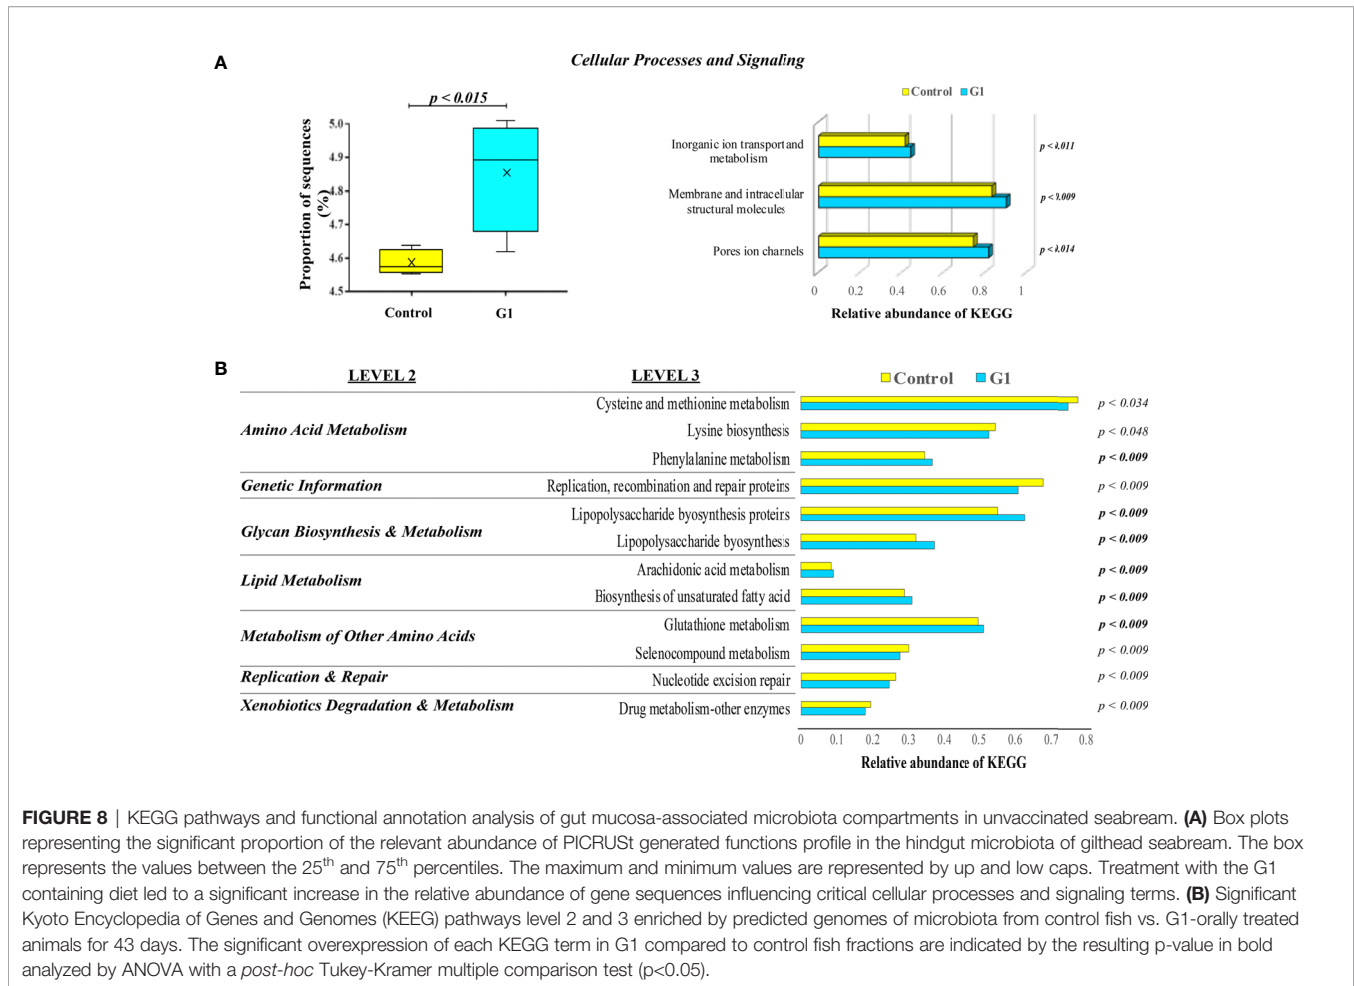 A
Cellular Processes and Signaling
p < 0.015
Proportion of sequences
(%)
5.0
4.9
4.8
4.7
4.6
4.5
Control
G1
Control G1
Inorganic ion transport and
metabolism
p < 0.011
Membrane and intracellular
structural molecules
p < 0.009
Pores ion channels
p < 0.014
0 0.2 0.4 0.6 0.8 1
Relative abundance of KEGG
B
LEVEL 2 LEVEL 3 Control G1
Amino Acid Metabolism
Cysteine and methionine metabolism p < 0.034
Lysine biosynthesis p < 0.048
Phenylalanine metabolism p < 0.009
Genetic Information Replication, recombination and repair proteins p < 0.009
Glycan Biosynthesis & Metabolism
Lipopolysaccharide byosynthesis proteins p < 0.009
Lipopolysaccharide byosynthesis p < 0.009
Lipid Metabolism
Arachidonic acid metabolism p < 0.009
Biosynthesis of unsaturated fatty acid p < 0.009
Metabolism of Other Amino Acids
Glutathione metabolism p < 0.009
Selenocompound metabolism p < 0.009
Replication & Repair Nucleotide excision repair p < 0.009
Xenobiotics Degradation & Metabolism Drug metabolism-other enzymes p < 0.009
0 0.1 0.2 0.3 0.4 0.5 0.6 0.7 0.8
Relative abundance of KEGG
FIGURE 8 | KEGG pathways and functional annotation analysis of gut mucosa-associated microbiota compartments in unvaccinated seabream. (A) Box plots
representing the significant proportion of the relevant abundance of PICRUSt generated functions profile in the hindgut microbiota of gilthead seabream. The box
represents the values between the 25th and 75th percentiles. The maximum and minimum values are represented by up and low caps. Treatment with the G1
containing diet led to a significant increase in the relative abundance of gene sequences influencing critical cellular processes and signaling terms. (B) Significant
Kyoto Encyclopedia of Genes and Genomes (KEEG) pathways level 2 and 3 enriched by predicted genomes of microbiota from control fish vs. G1-orally treated
animals for 43 days. The significant overexpression of each KEGG term in G1 compared to control fish fractions are indicated by the resulting p-value in bold
analyzed by ANOVA with a post-hoc Tukey-Kramer multiple comparison test (p<0.05).